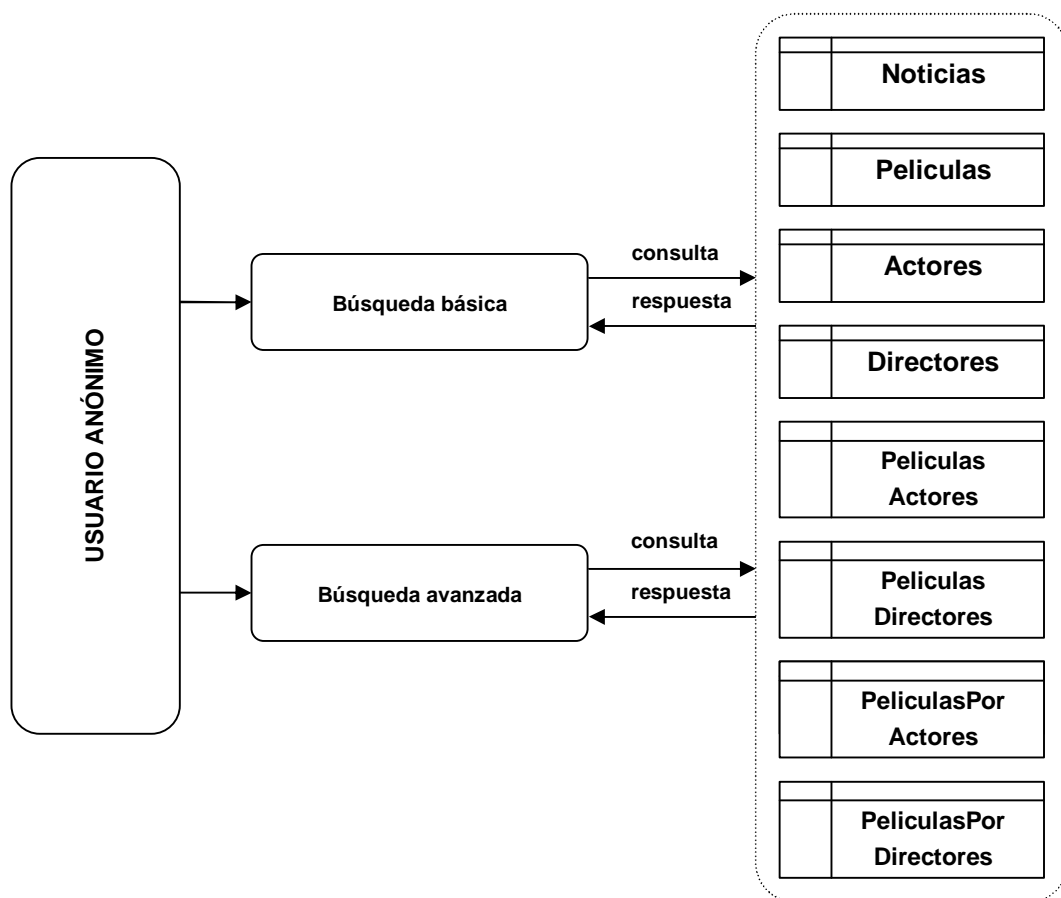 USUARIO ANÓNIMO
Búsqueda básica
consulta
respuesta
Búsqueda avanzada
consulta
respuesta
Noticias
Peliculas
Actores
Directores
Peliculas
Actores
Peliculas
Directores
PeliculasPor
Actores
PeliculasPor
Directores